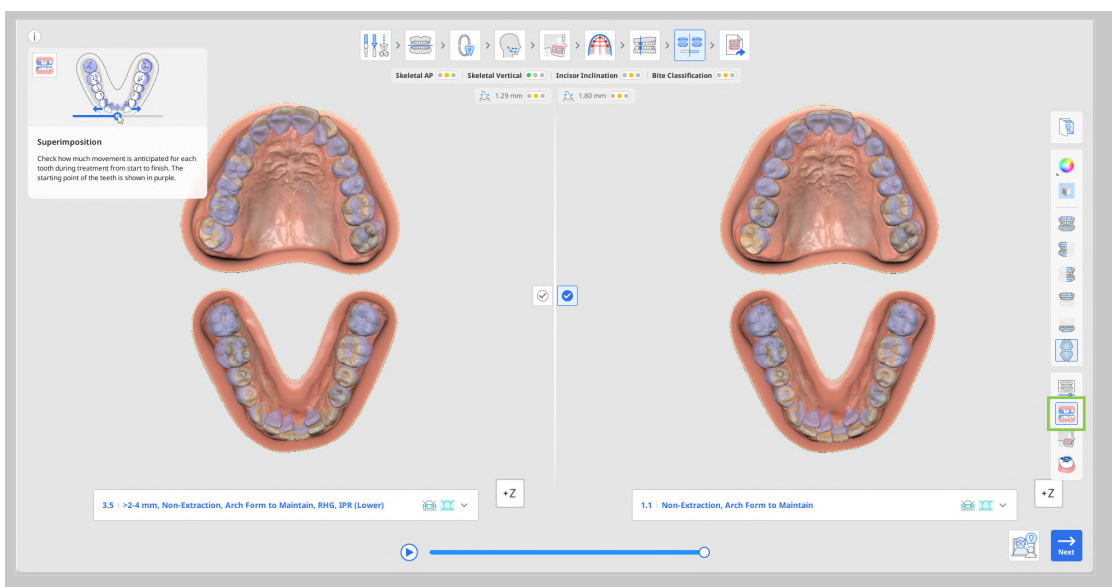 Skeletal AP Skeletal Vertical Incisor Inclination Bite Classification
1.29 mm 1.80 mm
Superimposition
Check how much movement is anticipated for each
tooth during treatment from start to finish. The
starting point of the teeth is shown in purple.
+Z
+Z
3.5 | >2-4 mm, Non-Extraction, Arch Form to Maintain, RHG, IPR (Lower)
1.1 | Non-Extraction, Arch Form to Maintain
Next